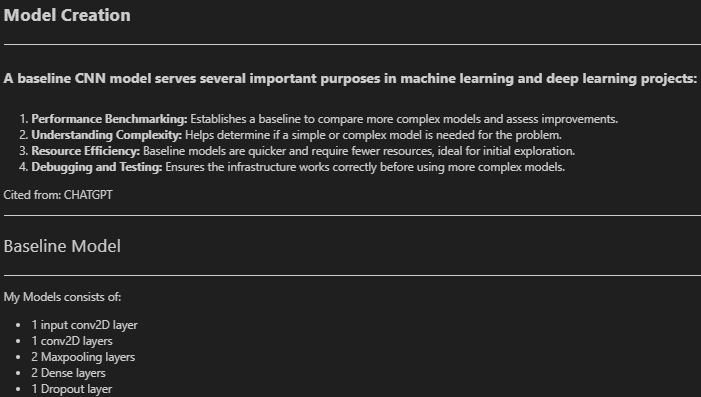 Model Creation
A baseline CNN model serves several important purposes in machine learning and deep learning projects:
1. Performance Benchmarking: Establishes a baseline to compare more complex models and assess improvements.
2. Understanding Complexity: Helps determine if a simple or complex model is needed for the problem.
3. Resource Efficiency: Baseline models are quicker and require fewer resources, ideal for initial exploration.
4. Debugging and Testing: Ensures the infrastructure works correctly before using more complex models.
Cited from: CHATGPT
Baseline Model
My Models consists of:
• 1 input conv2D layer
• 1 conv2D layers
• 2 Maxpooling layers
• 2 Dense layers
• 1 Dropout layer